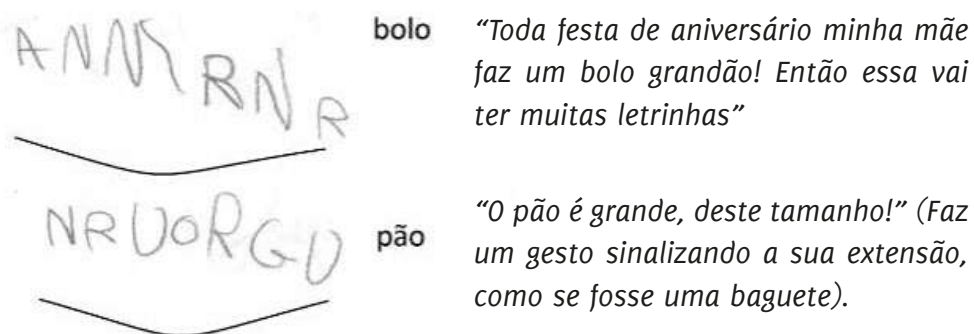 ANNMRNR bolo "Toda festa de aniversário minha mãe
faz um bolo grandão! Então essa vai
ter muitas letrinhas"
NRUORGU pão "O pão é grande, deste tamanho!" (Faz
um gesto sinalizando a sua extensão,
como se fosse uma baguete).